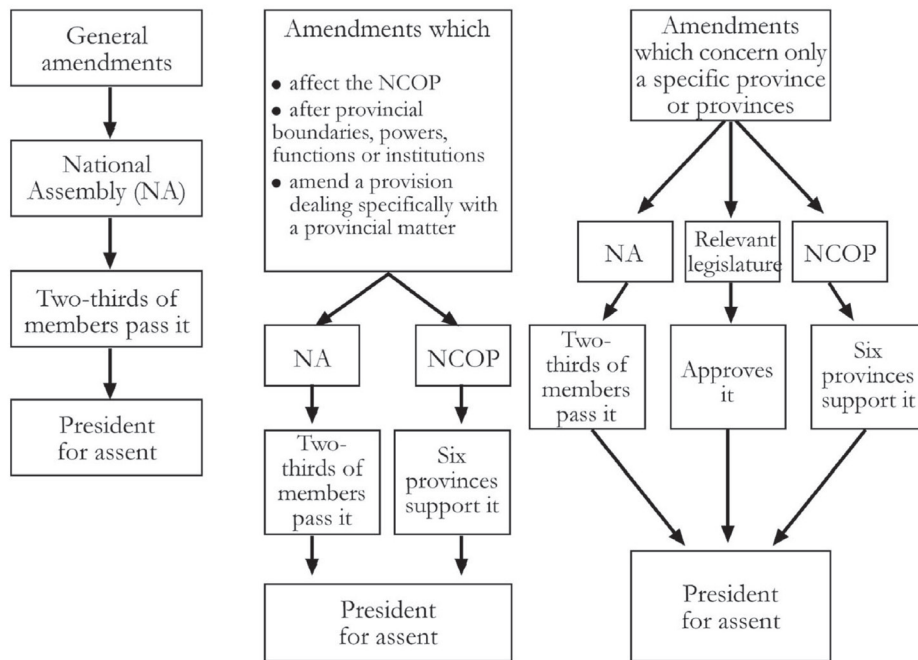 General
amendments
National
Assembly (NA)
Two-thirds of
members pass it
President
for assent
Amendments which
● affect the NCOP
● after provincial
boundaries, powers,
functions or institutions
● amend a provision
dealing specifically with
a provincial matter
NA
NCOP
Two-
thirds of
members
pass it
Six
provinces
support it
President
for assent
Amendments
which concern only
a specific province
or provinces
NA
Relevant
legislature
NCOP
Two-
thirds of
members
pass it
Approves
it
Six
provinces
support it
President
for assent